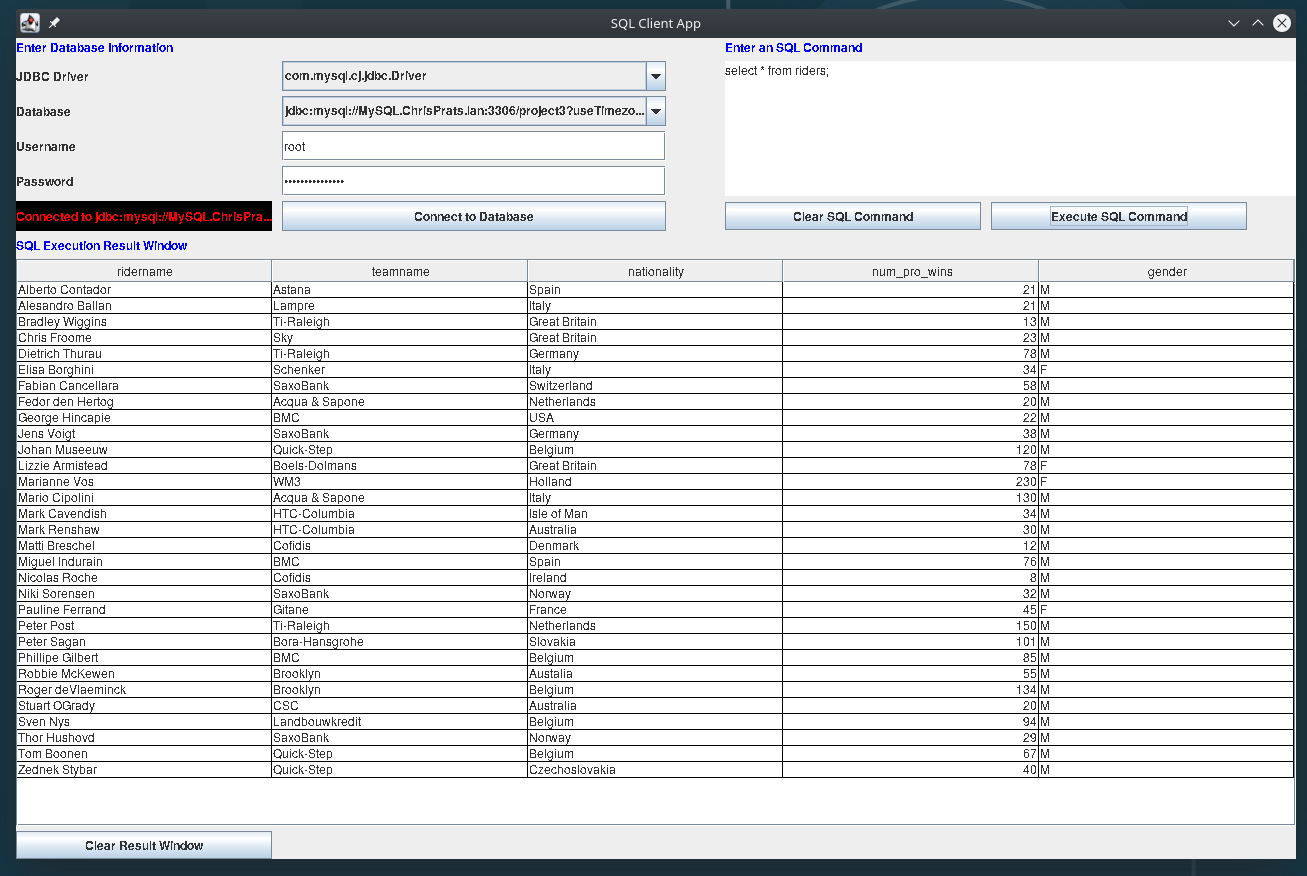 SQL Client App
Enter Database Information
Enter an SQL Command
JDBC Driver
com.mysql.cj.jdbc.Driver
select * from riders;
Database
jdbc:mysql://MySQL.ChrisPrats.lan:3306/project3?useTimezo...
Username
root
Password
•••••••••••••••
Connected to jdbc:mysql://MySQL.ChrisPra...
Connect to Database
Clear SQL Command
Execute SQL Command
SQL Execution Result Window
ridername teamname nationality num_pro_wins gender
Alberto Contador Astana Spain 21 M
Alesandro Ballan Lampre Italy 21 M
Bradley Wiggins Ti-Raleigh Great Britain 13 M
Chris Froome Sky Great Britain 23 M
Dietrich Thurau Ti-Raleigh Germany 78 M
Elisa Borghini Schenker Italy 34 F
Fabian Cancellara SaxoBank Switzerland 58 M
Fedor den Hertog Acqua & Sapone Netherlands 20 M
George Hincapie BMC USA 22 M
Jens Voigt SaxoBank Germany 38 M
Johan Museeuw Quick-Step Belgium 120 M
Lizzie Armistead Boels-Dolmans Great Britain 78 F
Marianne Vos WM3 Holland 230 F
Mario Cipolini Acqua & Sapone Italy 130 M
Mark Cavendish HTC-Columbia Isle of Man 34 M
Mark Renshaw HTC-Columbia Australia 30 M
Matti Breschel Cofidis Denmark 12 M
Miguel Indurain BMC Spain 76 M
Nicolas Roche Cofidis Ireland 8 M
Niki Sorensen SaxoBank Norway 32 M
Pauline Ferrand Gitane France 45 F
Peter Post Ti-Raleigh Netherlands 150 M
Peter Sagan Bora-Hansgrohe Slovakia 101 M
Phillipe Gilbert BMC Belgium 85 M
Robbie McKewen Brooklyn Austalia 55 M
Roger deVlaeminck Brooklyn Belgium 134 M
Stuart OGrady CSC Australia 20 M
Sven Nys Landbouwkredit Belgium 94 M
Thor Hushovd SaxoBank Norway 29 M
Tom Boonen Quick-Step Belgium 67 M
Zednek Stybar Quick-Step Czechoslovakia 40 M
Clear Result Window